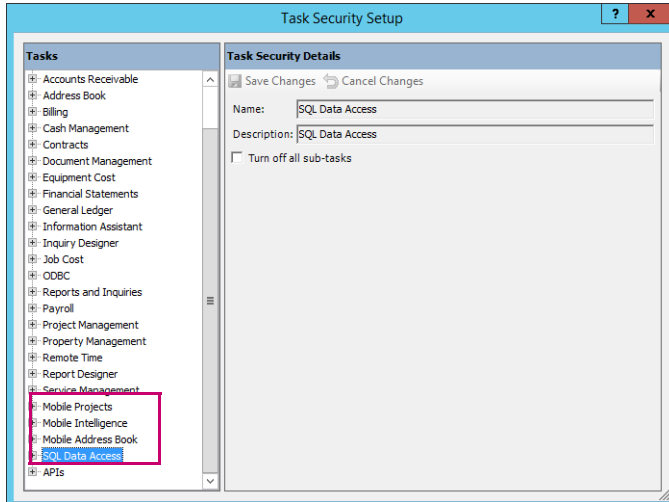 Task Security Setup
?
x
Tasks
Accounts Receivable
Address Book
Billing
Cash Management
Contracts
Document Management
Equipment Cost
Financial Statements
General Ledger
Information Assistant
Inquiry Designer
Job Cost
ODBC
Reports and Inquiries
Payroll
Project Management
Property Management
Remote Time
Report Designer
Service Management
Mobile Projects
Mobile Intelligence
Mobile Address Book
SQL Data Access
APIs
Task Security Details
Save Changes Cancel Changes
Name: SQL Data Access
Description: SQL Data Access
Turn off all sub-tasks